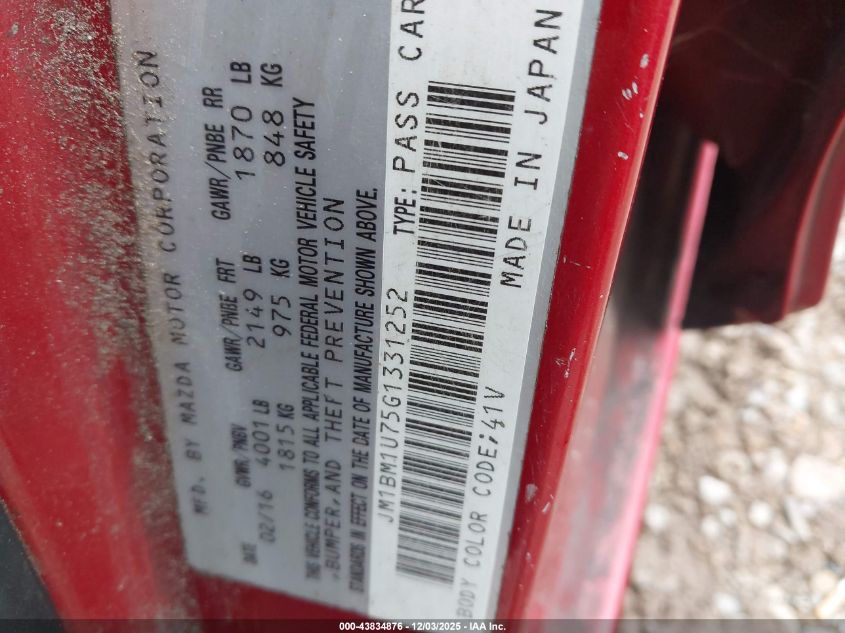 MFD. BY MAZDA MOTOR CORPORATION
DATE GVWR/PNBV GAWR/PNBE FRT GAWR/PNBE RR
02/16 4001 LB 2149 LB 1870 LB
1815 KG 975 KG 848 KG
THIS VEHICLE CONFORMS TO ALL APPLICABLE FEDERAL MOTOR VEHICLE SAFETY
,BUMPER,AND THEFT PREVENTION
STANDARDS IN EFFECT ON THE DATE OF MANUFACTURE SHOWN ABOVE.
JM1BM1U75G1331252 TYPE: PASS CAR
BODY COLOR CODE;41V MADE IN JAPAN
000-43834876 - 12/03/2025 - IAA Vehicle Purchasing